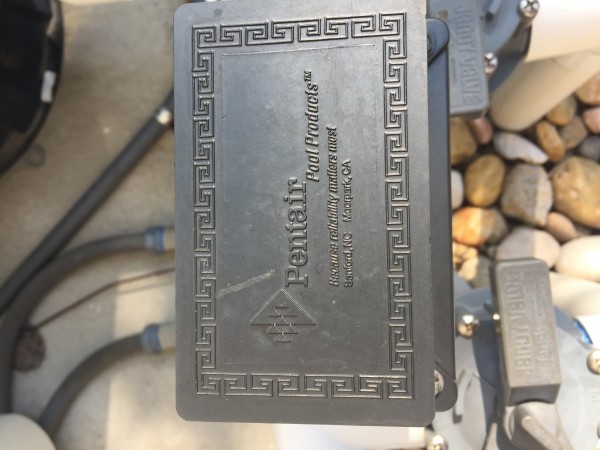 Pentair
Pool Products™
Because reliability matters most
Sanford, NC Moorpark, CA